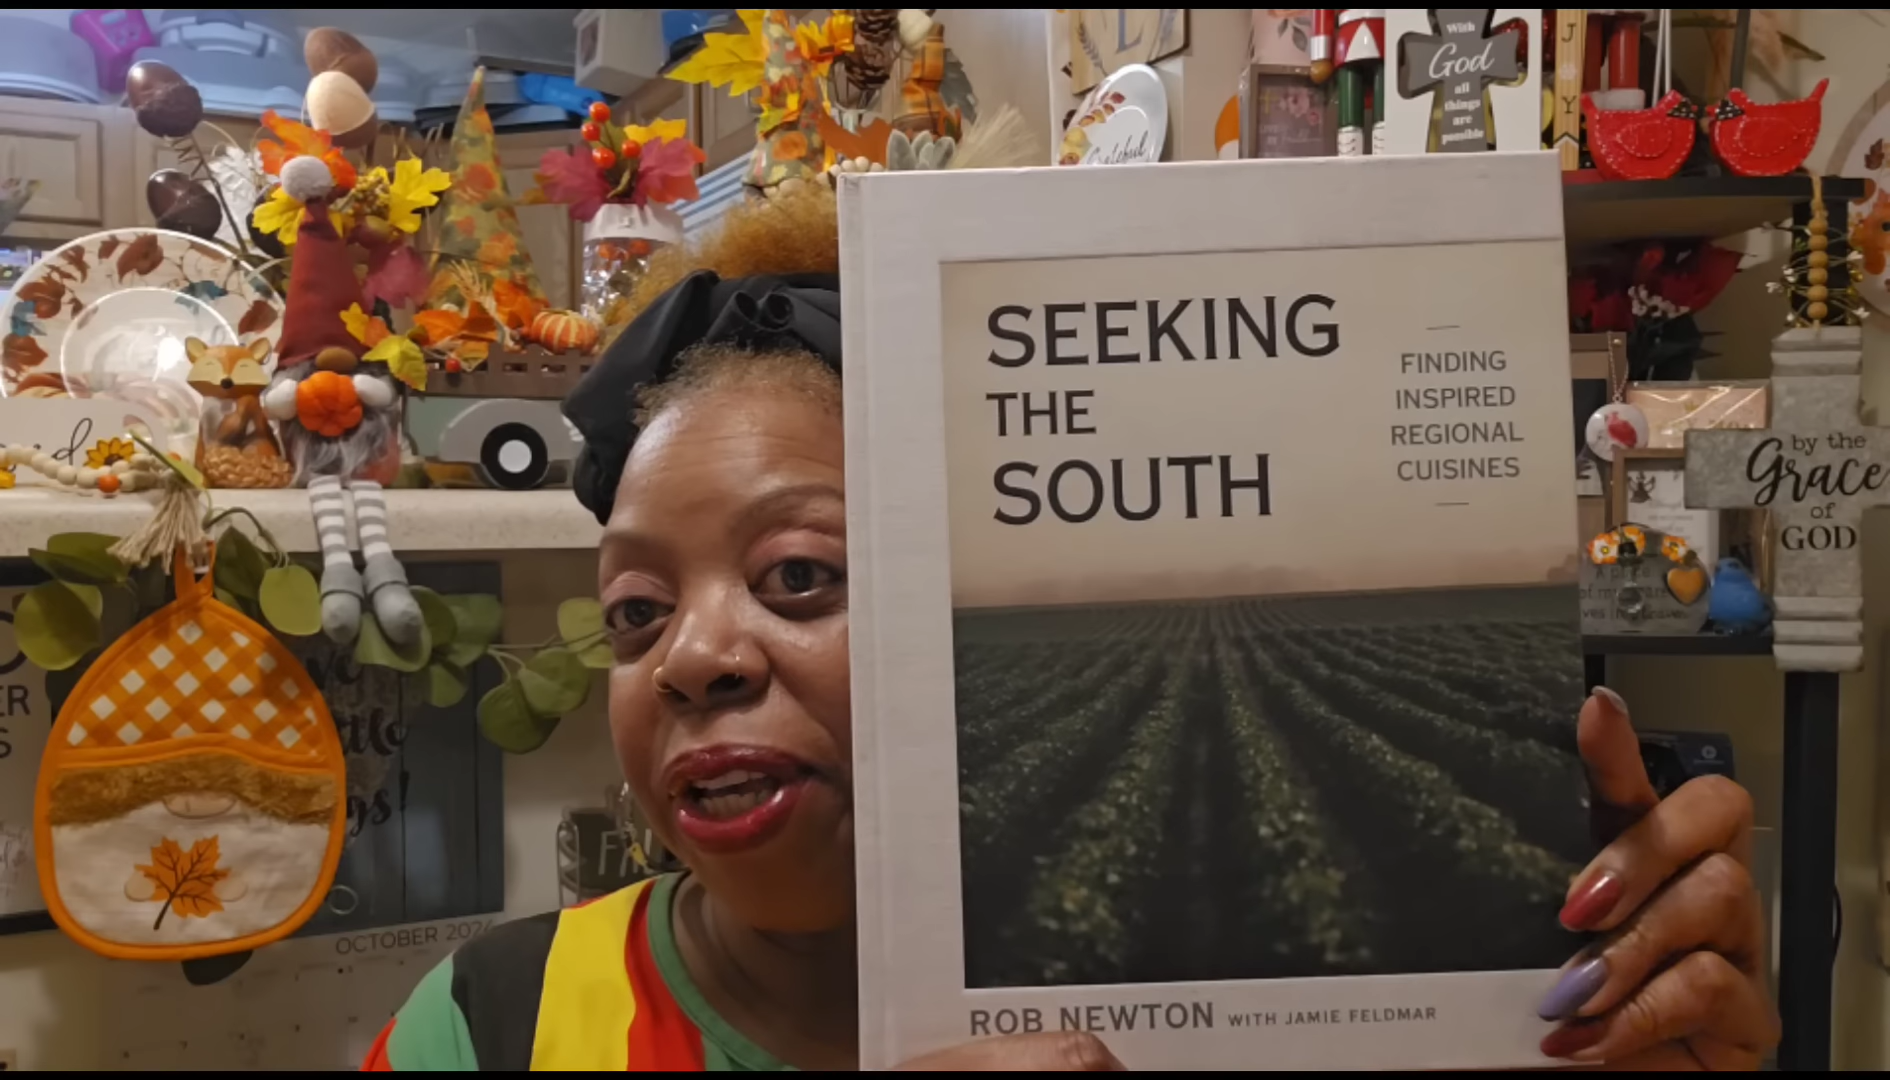 With
God
all
things
are
possible
J
Y
L
Grateful
SEEKING
THE
SOUTH
FINDING
INSPIRED
REGIONAL
CUISINES
by the
Grace
of
GOD
ROB NEWTON WITH JAMIE FELDMAR
OCTOBER